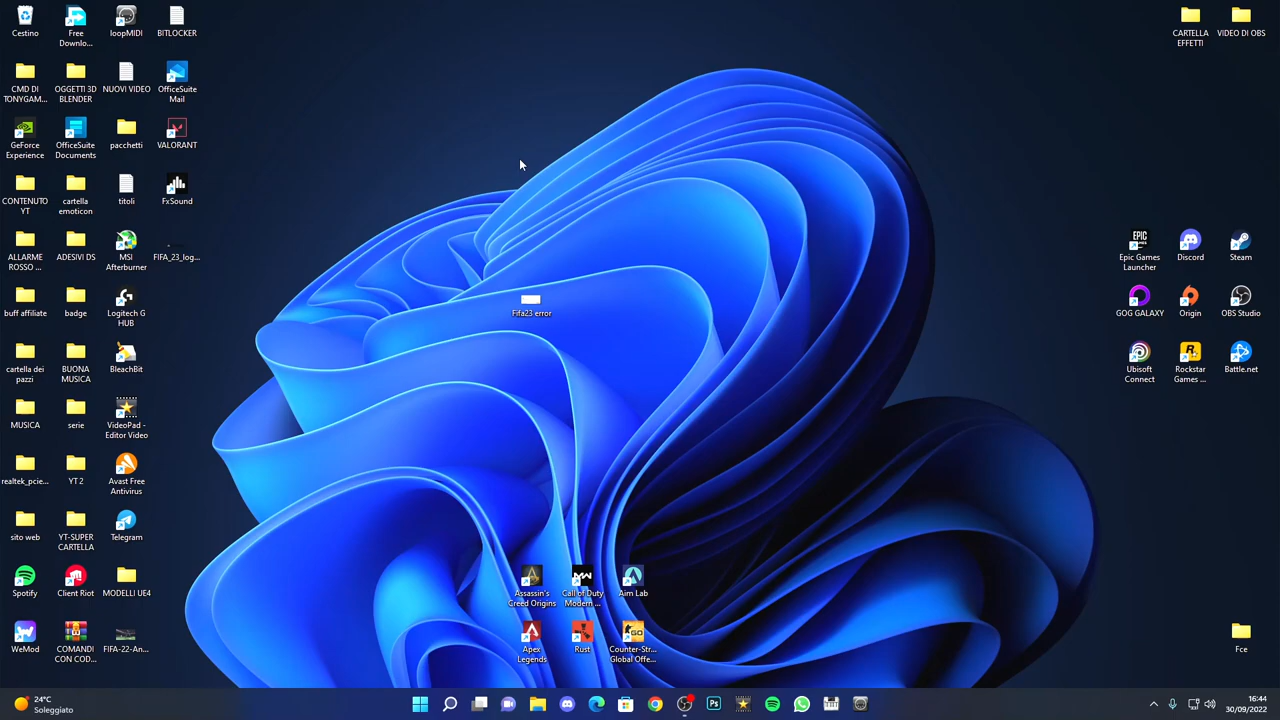 Cestino
Free
Downlo...
loopMIDI
BITLOCKER
CARTELLA
EFFETTI
VIDEO DI OBS
CMD DI
TONYGAM...
OGGETTI 3D
BLENDER
NUOVI VIDEO
OfficeSuite
Mail
GeForce
Experience
OfficeSuite
Documents
pacchetti
VALORANT
CONTENUTO
YT
cartella
emoticon
titoli
FxSound
ALLARME
ROSSO ...
ADESIVI DS
MSI
Afterburner
FIFA_23_log...
EPIC
GAMES
Epic Games
Launcher
Discord
Steam
buff affiliate
badge
Logitech G
HUB
Fifa23 error
GOG GALAXY
Origin
OBS Studio
cartella dei
pazzi
BUONA
MUSICA
BleachBit
Ubisoft
Connect
Rockstar
Games ...
Battle.net
MUSICA
serie
VideoPad -
Editor Video
realtek_pcie...
YT 2
Avast Free
Antivirus
sito web
YT-SUPER
CARTELLA
Telegram
Spotify
Client Riot
MODELLI UE4
Assassin's
Creed Origins
Call of Duty
Modern ...
Aim Lab
WeMod
COMANDI
CON COD...
FIFA-22-An...
Apex
Legends
Rust
GO
Counter-Str...
Global Offe...
Fce
24°C
Soleggiato
Ps
16:44
30/09/2022